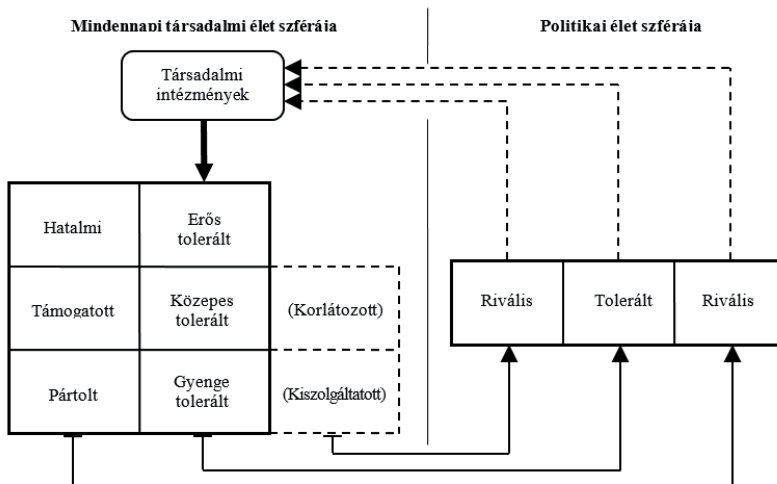 Mindennapi társadalmi élet szférája
Politikai élet szférája
Társadalmi
intézmények
Hatalmi
Erős
tolerált
Támogatott
Közepes
tolerált
(Korlátozott)
Pártolt
Gyenge
tolerált
(Kiszolgáltatott)
Rivális
Tolerált
Rivális